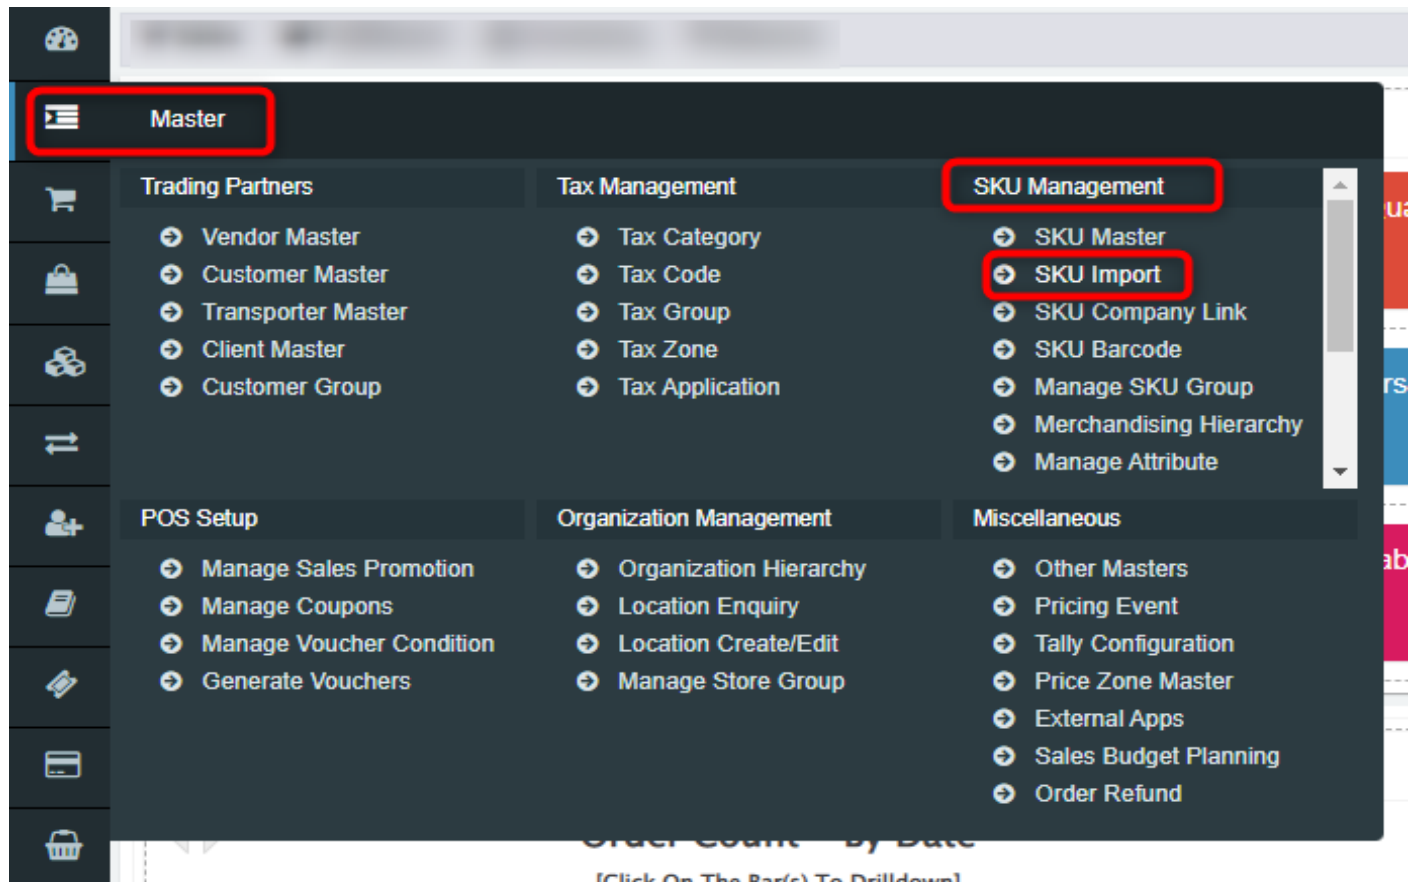 Master
Trading Partners
Vendor Master
Customer Master
Transporter Master
Client Master
Customer Group
Tax Management
Tax Category
Tax Code
Tax Group
Tax Zone
Tax Application
SKU Management
SKU Master
SKU Import
SKU Company Link
SKU Barcode
Manage SKU Group
Merchandising Hierarchy
Manage Attribute
POS Setup
Manage Sales Promotion
Manage Coupons
Manage Voucher Condition
Generate Vouchers
Organization Management
Organization Hierarchy
Location Enquiry
Location Create/Edit
Manage Store Group
Miscellaneous
Other Masters
Pricing Event
Tally Configuration
Price Zone Master
External Apps
Sales Budget Planning
Order Refund
Order Count - By Date
[Click On The Bar(s) To Drilldown]